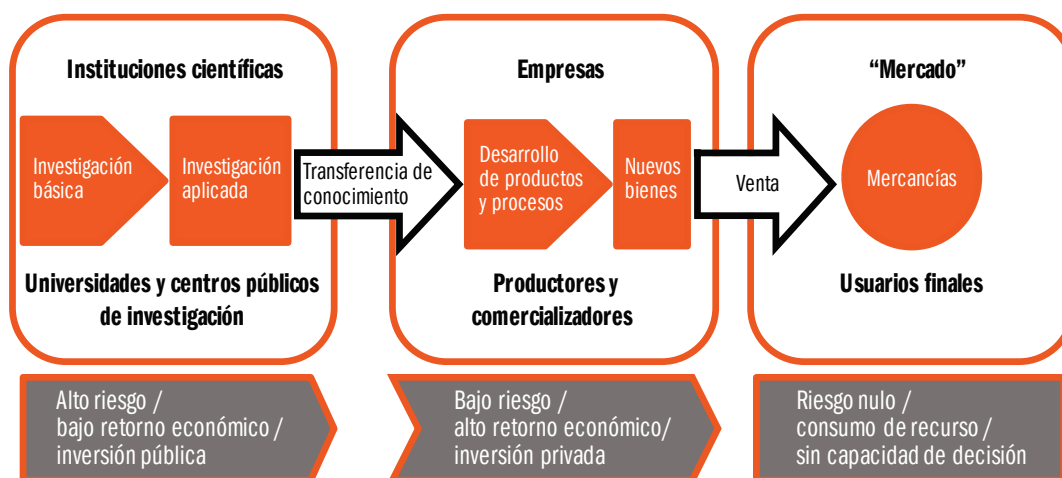 Instituciones científicas
Investigación
básica
Investigación
aplicada
Universidades y centros públicos
de investigación
Transferencia de
conocimiento
Empresas
Desarrollo
de productos
y procesos
Nuevos
bienes
Productores y
comercializadores
Venta
“Mercado”
Mercancías
Usuarios finales
Alto riesgo /
bajo retorno económico /
inversión pública
Bajo riesgo /
alto retorno económico/
inversión privada
Riesgo nulo /
consumo de recurso /
sin capacidad de decisión